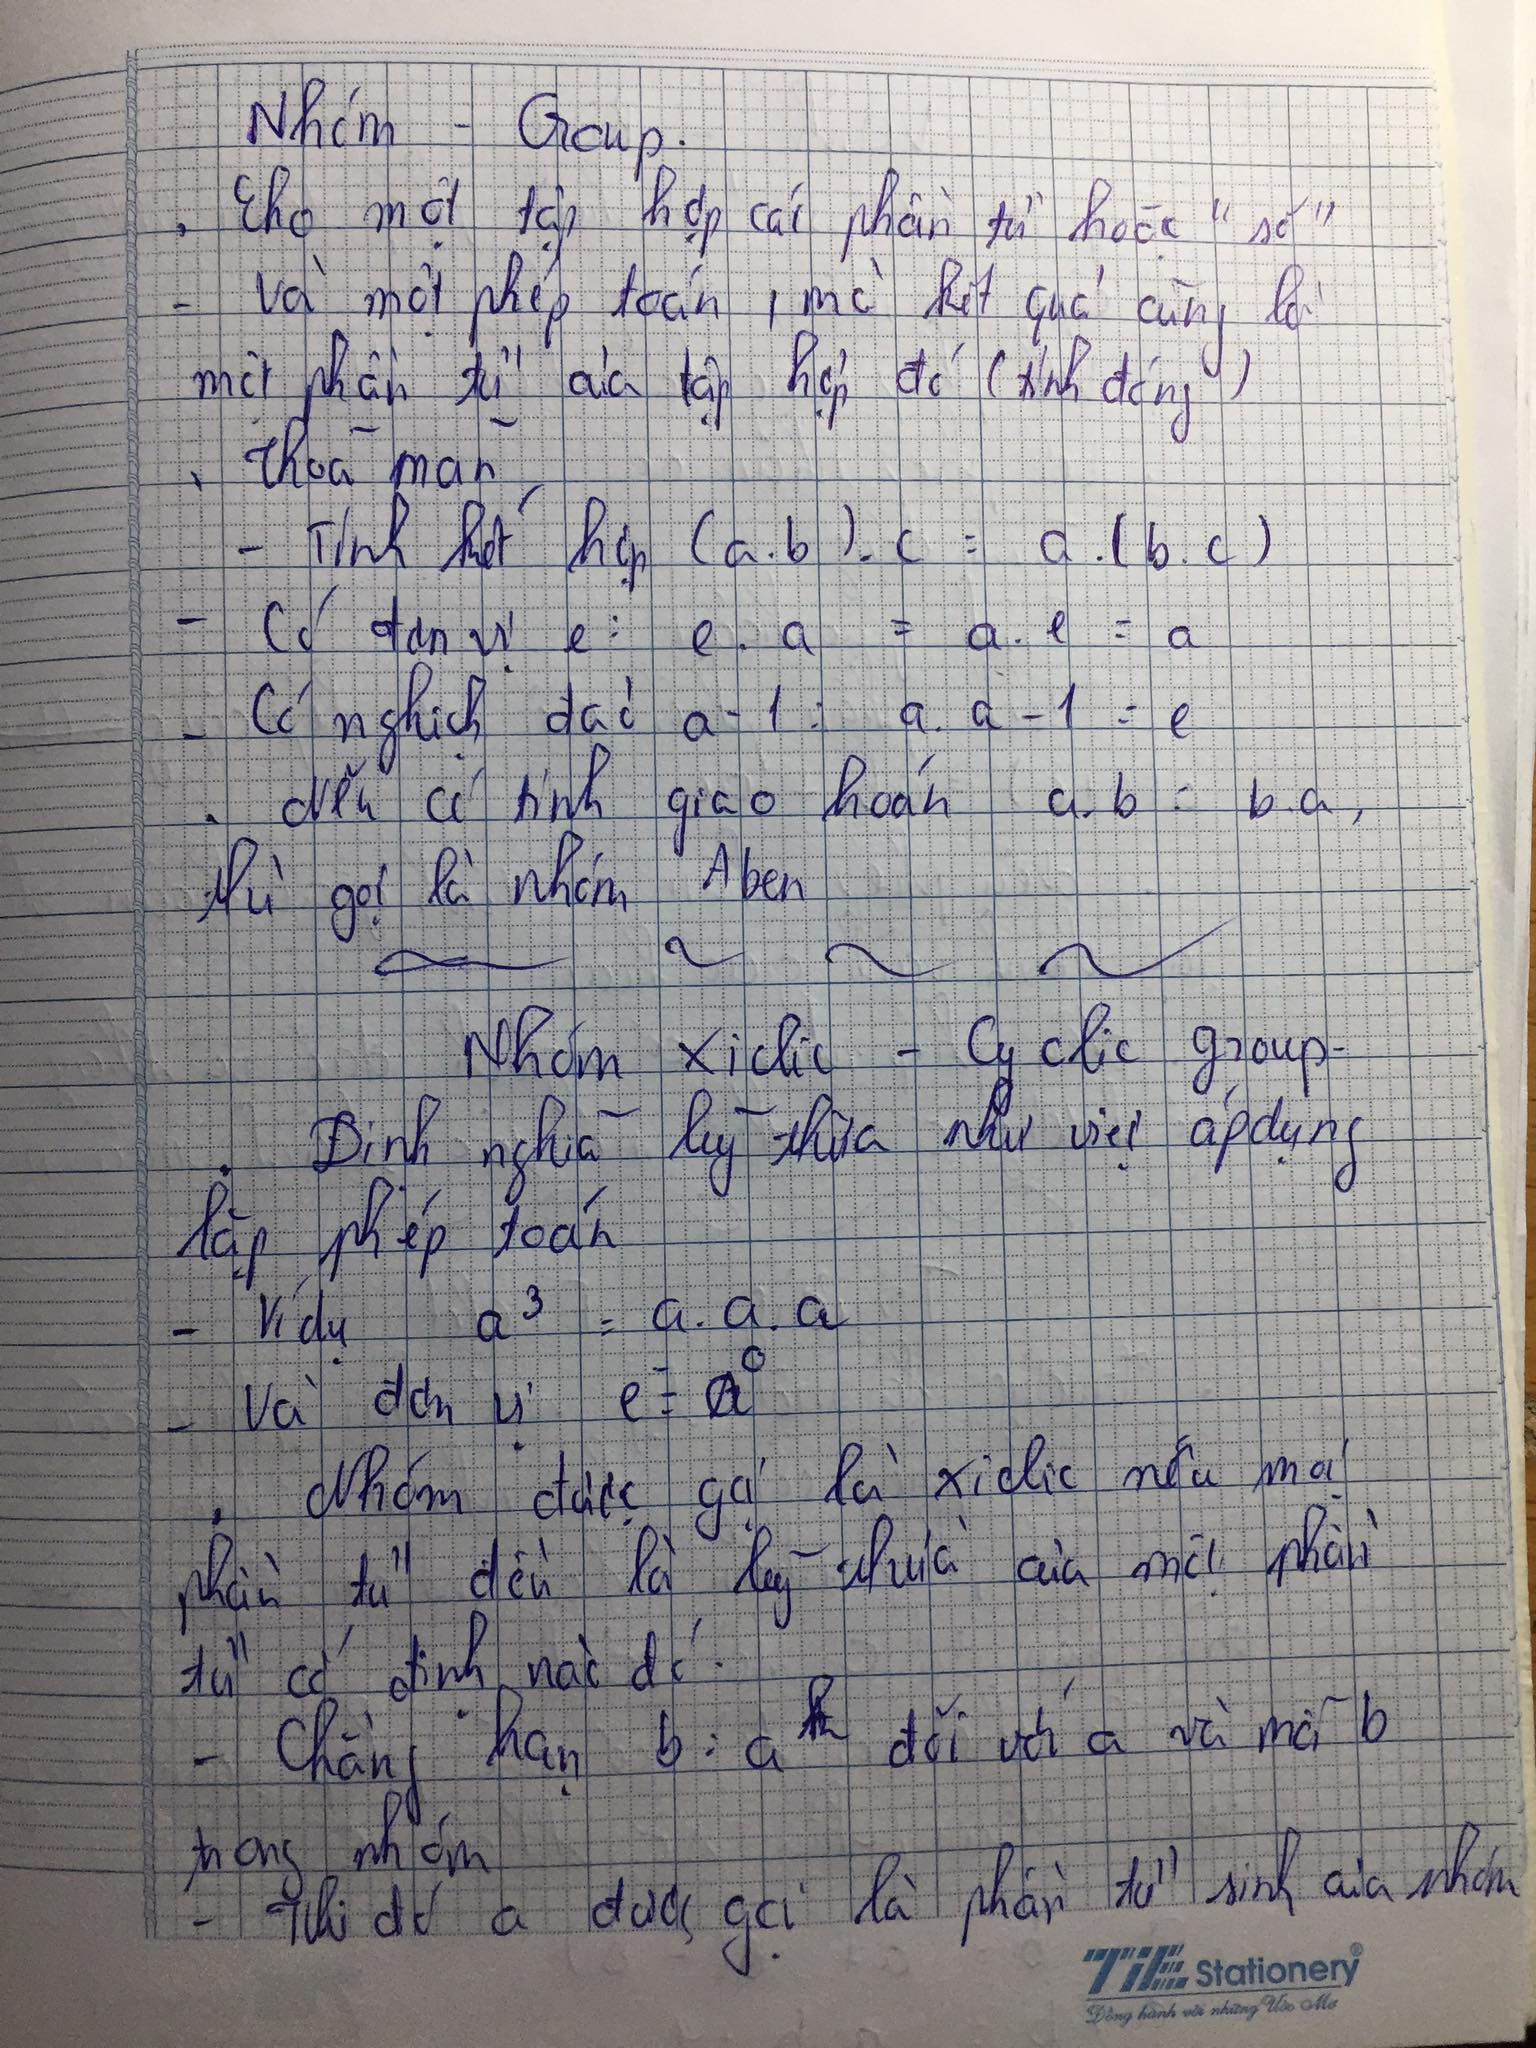 Nhóm - Group.
. Cho một tập hợp các phần tử hoặc "số"
- Và một phép toán, mà kết quả cũng là
một phần tử của tập hợp đó (tính đóng)
. Thoã mãn
- Tính kết hợp (a.b).c = a.(b.c)
- Có đơn vị e: e.a = a.e = a
- Có nghịch đảo a-1: a.a-1 = e
. Nếu có tính giao hoán a.b = b.a,
thì gọi là nhóm Aben
Nhóm xiclic - Cyclic group-
. Định nghĩa luỹ thừa như việc áp dụng
lặp phép toán
- Ví dụ a³ = a.a.a
- Và đơn vị e = a⁰
. Nhóm được gọi là xiclic nếu mọi
phần tử đều là luỹ thừa của một phần
tử cố định nào đó.
- Chẳng hạn b = aᵏ đối với a và mỗi b
trong nhóm
- Khi đó a được gọi là phần tử sinh của nhóm
TiE Stationery®
Đồng hành với những Ước Mơ